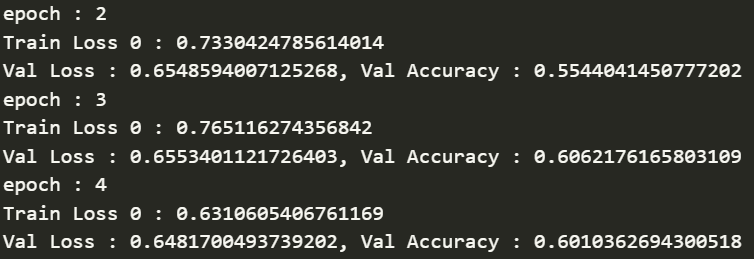 epoch : 2
Train Loss 0 : 0.7330424785614014
Val Loss : 0.6548594007125268, Val Accuracy : 0.5544041450777202
epoch : 3
Train Loss 0 : 0.765116274356842
Val Loss : 0.6553401121726403, Val Accuracy : 0.6062176165803109
epoch : 4
Train Loss 0 : 0.6310605406761169
Val Loss : 0.6481700493739202, Val Accuracy : 0.6010362694300518